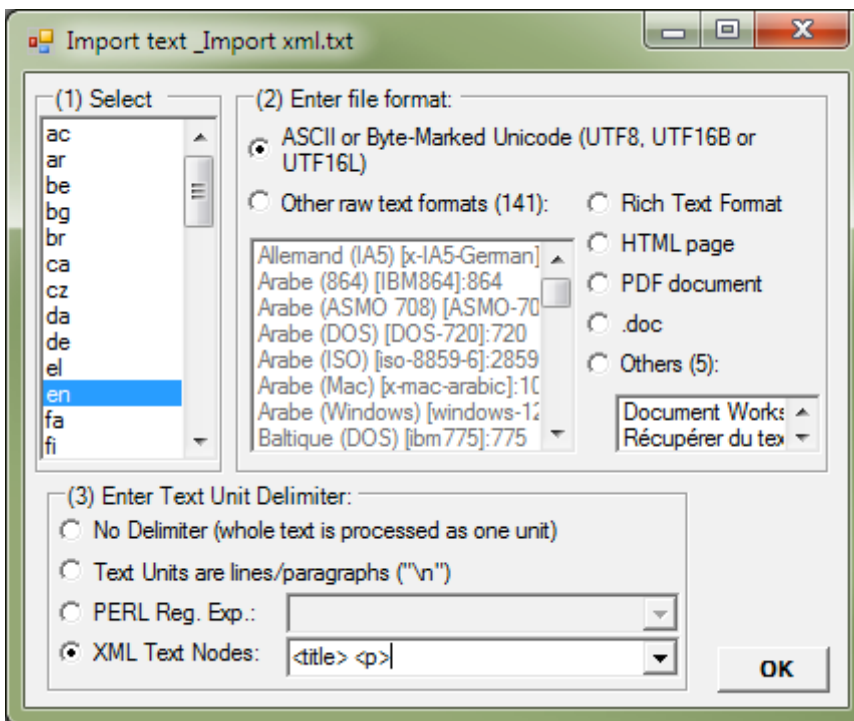 Import text _Import xml.txt
(1) Select
ac
ar
be
bg
br
ca
cz
da
de
el
en
fa
fi
(2) Enter file format:
ASCII or Byte-Marked Unicode (UTF8, UTF16B or
UTF16L)
Other raw text formats (141):
Allemand (IA5) [x-IA5-German]
Arabe (864) [IBM864]:864
Arabe (ASMO 708) [ASMO-70
Arabe (DOS) [DOS-720]:720
Arabe (ISO) [iso-8859-6]:2859
Arabe (Mac) [x-mac-arabic]:10
Arabe (Windows) [windows-12
Baltique (DOS) [ibm775]:775
Rich Text Format
HTML page
PDF document
.doc
Others (5):
Document Works
Récupérer du tex
(3) Enter Text Unit Delimiter:
No Delimiter (whole text is processed as one unit)
Text Units are lines/paragraphs ("\n")
PERL Reg. Exp.:
XML Text Nodes: <title> <p>
OK